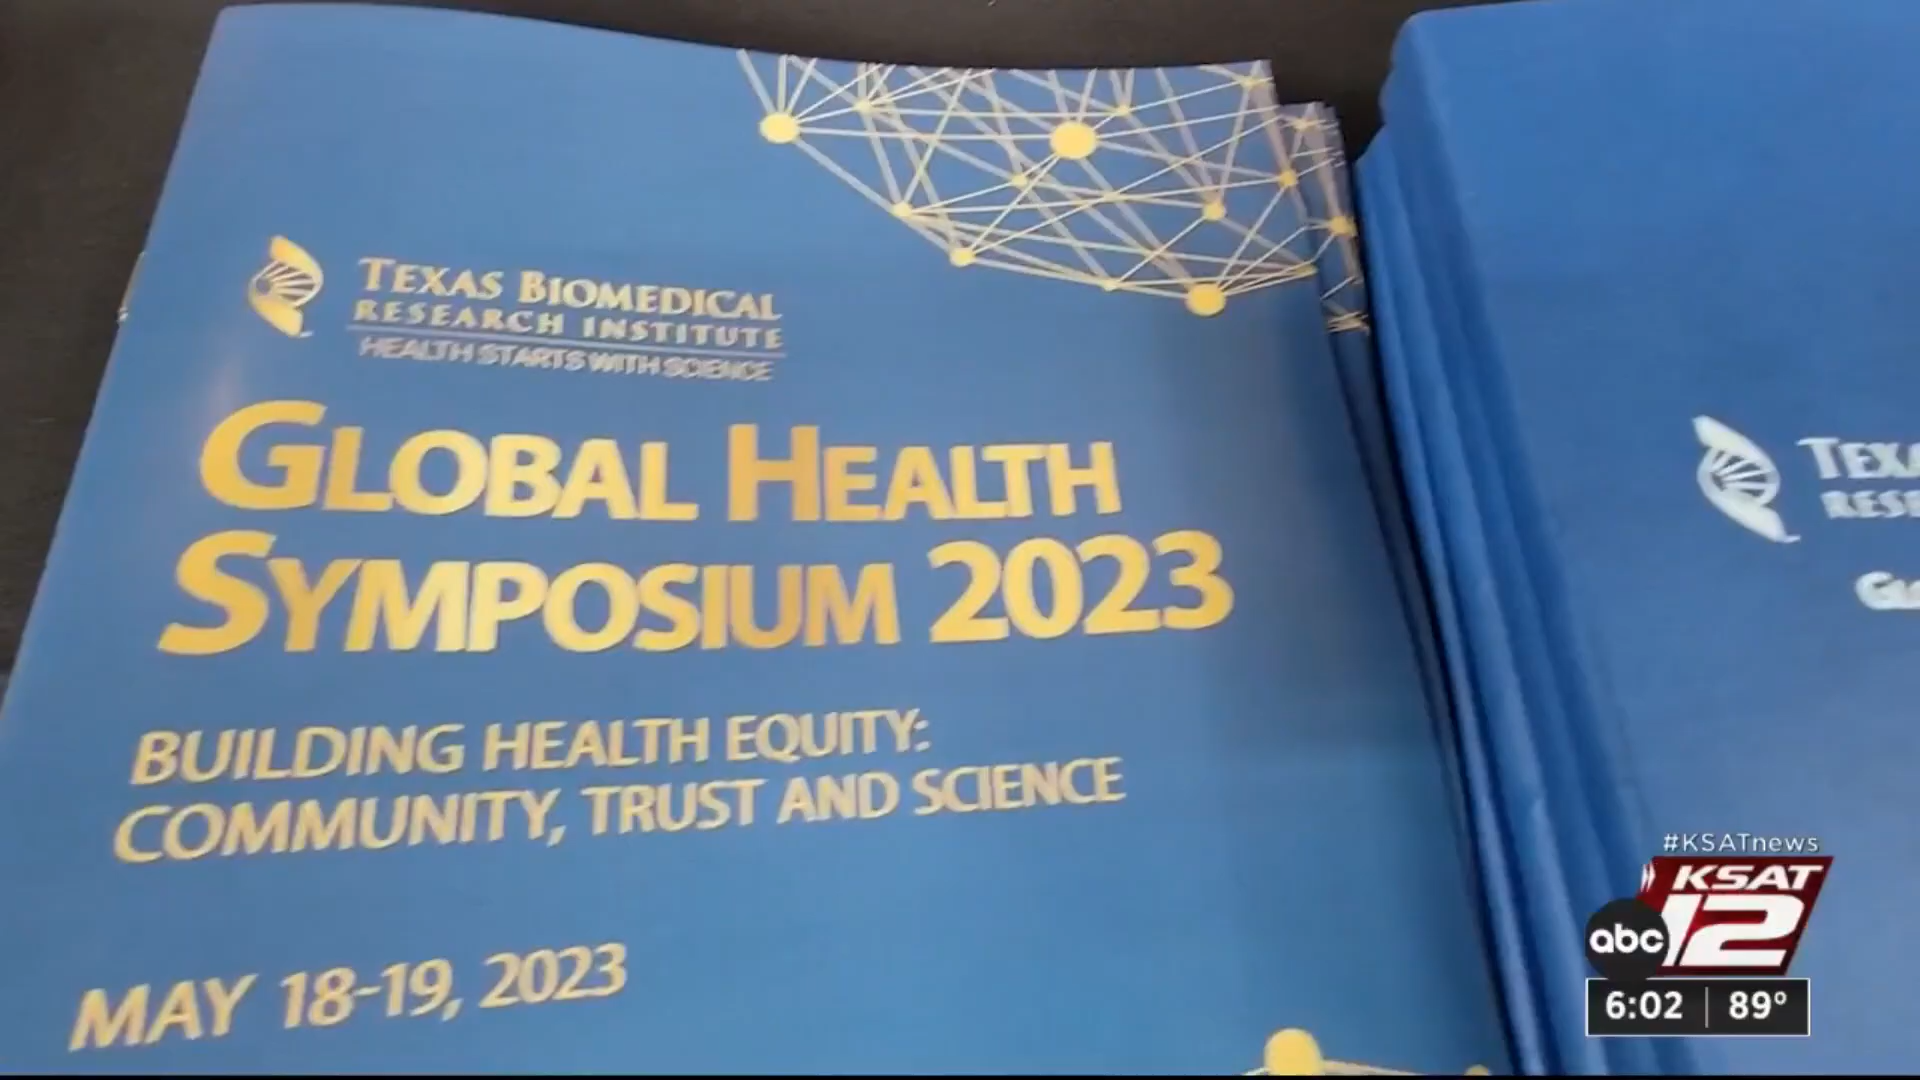 TEXAS BIOMEDICAL
RESEARCH INSTITUTE
HEALTH STARTS WITH SCIENCE
GLOBAL HEALTH
SYMPOSIUM 2023
BUILDING HEALTH EQUITY:
COMMUNITY, TRUST AND SCIENCE
MAY 18-19, 2023
#KSATnews
KSAT
12
abc
6:02 | 89°